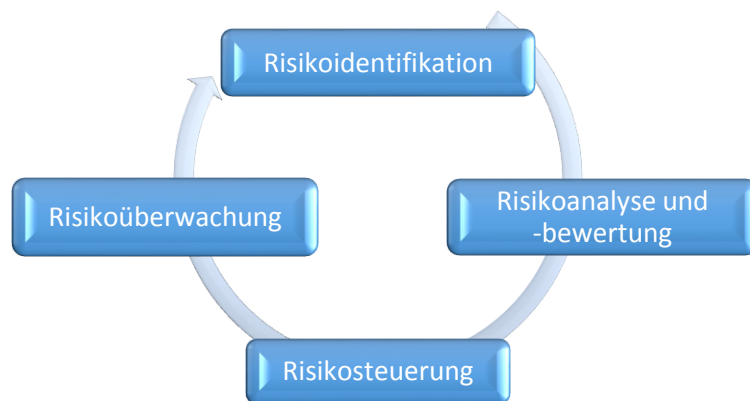 Risikoidentifikation
Risikoanalyse und
-bewertung
Risikosteuerung
Risikoüberwachung